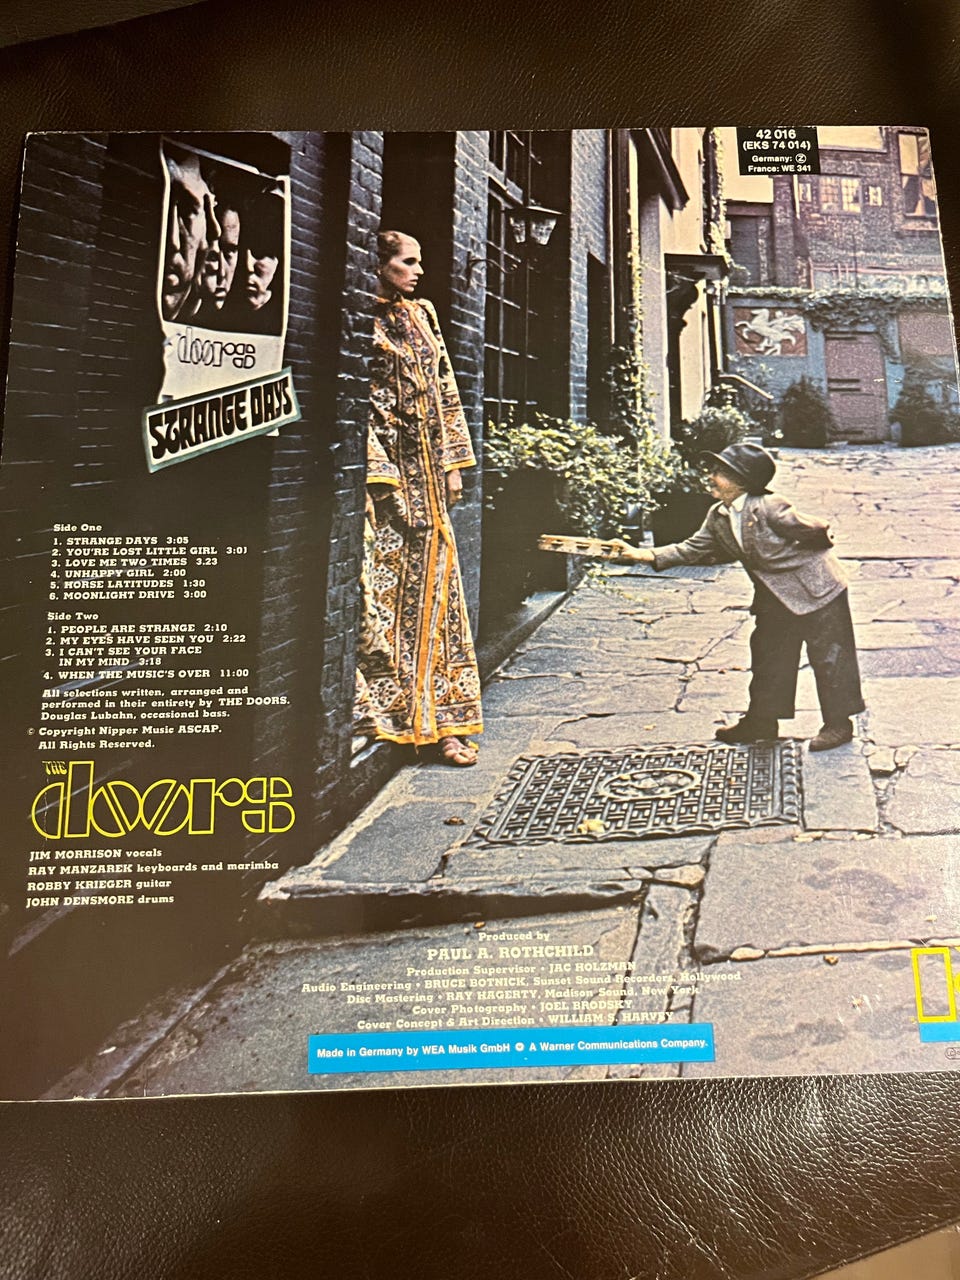 42 016
(EKS 74 014)
Germany: Ⓩ
France: WE 341
doors
STRANGE DAYS
Side One
1. STRANGE DAYS 3:05
2. YOU'RE LOST LITTLE GIRL 3:01
3. LOVE ME TWO TIMES 3.23
4. UNHAPPY GIRL 2:00
5. HORSE LATITUDES 1:30
6. MOONLIGHT DRIVE 3:00
Side Two
1. PEOPLE ARE STRANGE 2:10
2. MY EYES HAVE SEEN YOU 2:22
3. I CAN'T SEE YOUR FACE
IN MY MIND 3:18
4. WHEN THE MUSIC'S OVER 11:00
All selections written, arranged and
performed in their entirety by THE DOORS.
Douglas Lubahn, occasional bass.
© Copyright Nipper Music ASCAP.
All Rights Reserved.
THE
doors
JIM MORRISON vocals
RAY MANZAREK keyboards and marimba
ROBBY KRIEGER guitar
JOHN DENSMORE drums
Produced by
PAUL A. ROTHCHILD
Production Supervisor • JAC HOLZMAN
Audio Engineering • BRUCE BOTNICK, Sunset Sound Recorders, Hollywood
Disc Mastering • RAY HAGERTY, Madison Sound, New York
Cover Photography • JOEL BRODSKY
Cover Concept & Art Direction • WILLIAM S. HARVEY
Made in Germany by WEA Musik GmbH A Warner Communications Company.